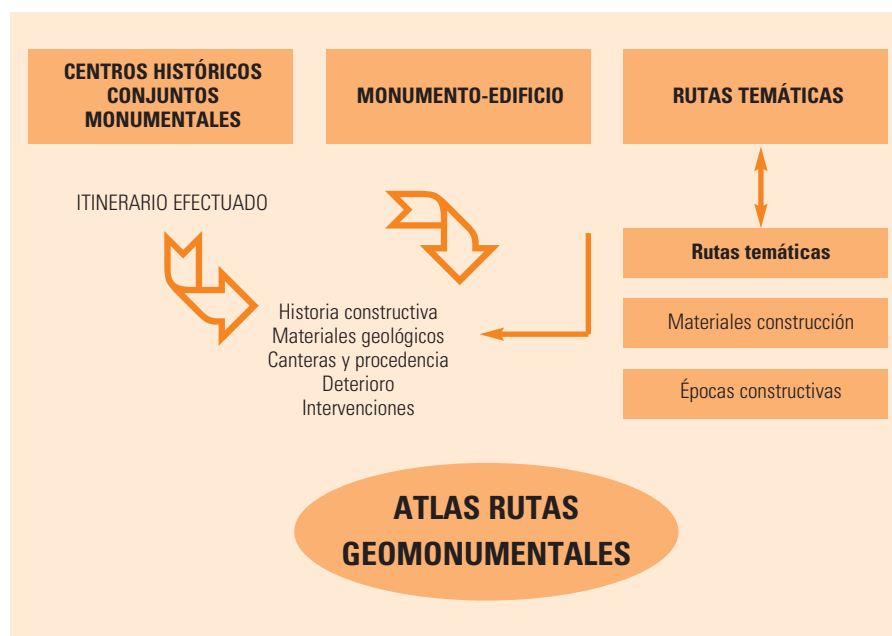 CENTROS HISTÓRICOS
CONJUNTOS
MONUMENTALES
MONUMENTO-EDIFICIO
RUTAS TEMÁTICAS
ITINERARIO EFECTUADO
Rutas temáticas
Materiales construcción
Épocas constructivas
Historia constructiva
Materiales geológicos
Canteras y procedencia
Deterioro
Intervenciones
ATLAS RUTAS
GEOMONUMENTALES